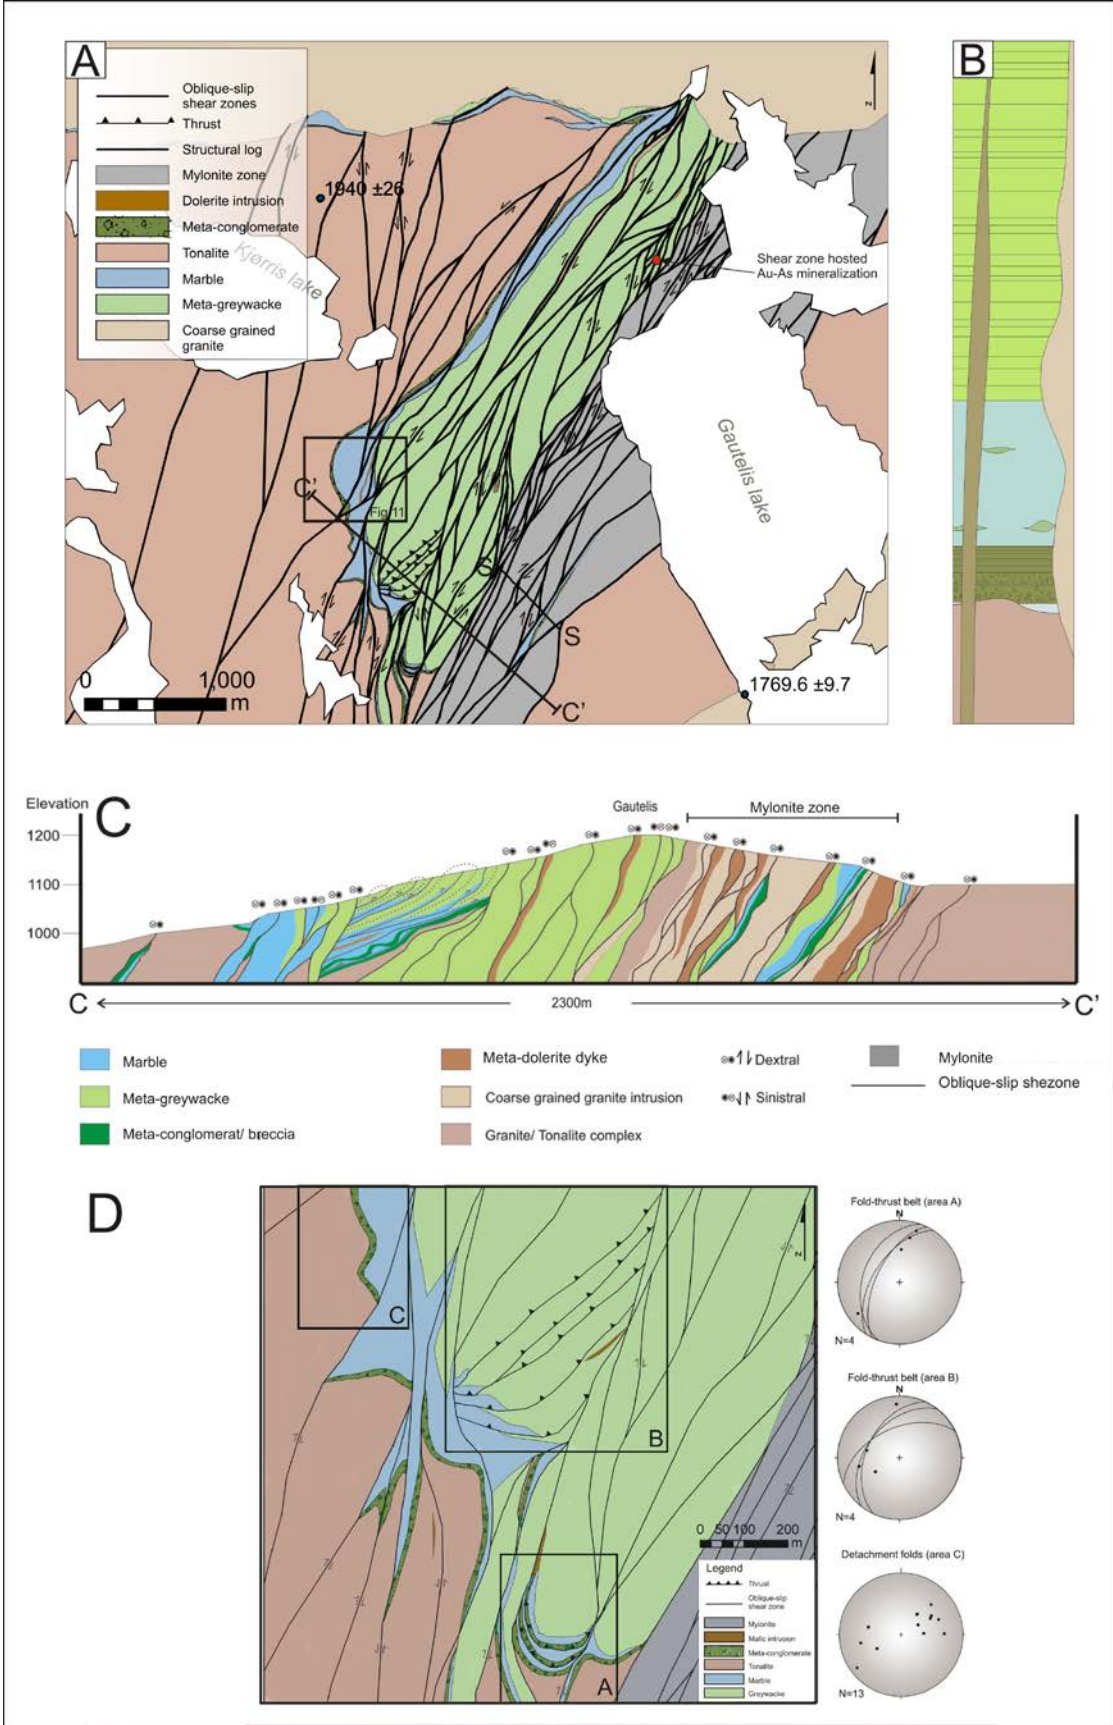 A
Oblique-slip
shear zones
Thrust
Structural log
Mylonite zone
Dolerite intrusion
Meta-conglomerate
Tonalite
Marble
Meta-greywacke
Coarse grained
granite
Kjørris lake
N
1940 ±26
Shear zone hosted
Au-As mineralization
Gautelis lake
C'
Fig 11
S
S
C'
1769.6 ±9.7
0 1,000
m
B
Elevation
C
1200
1100
1000
Gautelis
Mylonite zone
C
2300m
C'
Marble
Meta-greywacke
Meta-conglomerat/ breccia
Meta-dolerite dyke
Coarse grained granite intrusion
Granite/ Tonalite complex
Dextral
Sinistral
Mylonite
Oblique-slip shezone
D
N
C
B
A
0 50 100 200
m
Legend
Thrust
Oblique-slip
shear zone
Mylonite
Mafic intrusion
Meta-conglomerate
Tonalite
Marble
Greywacke
Fold-thrust belt (area A)
N
N=4
Fold-thrust belt (area B)
N
N=4
Detachment folds (area C)
N=13